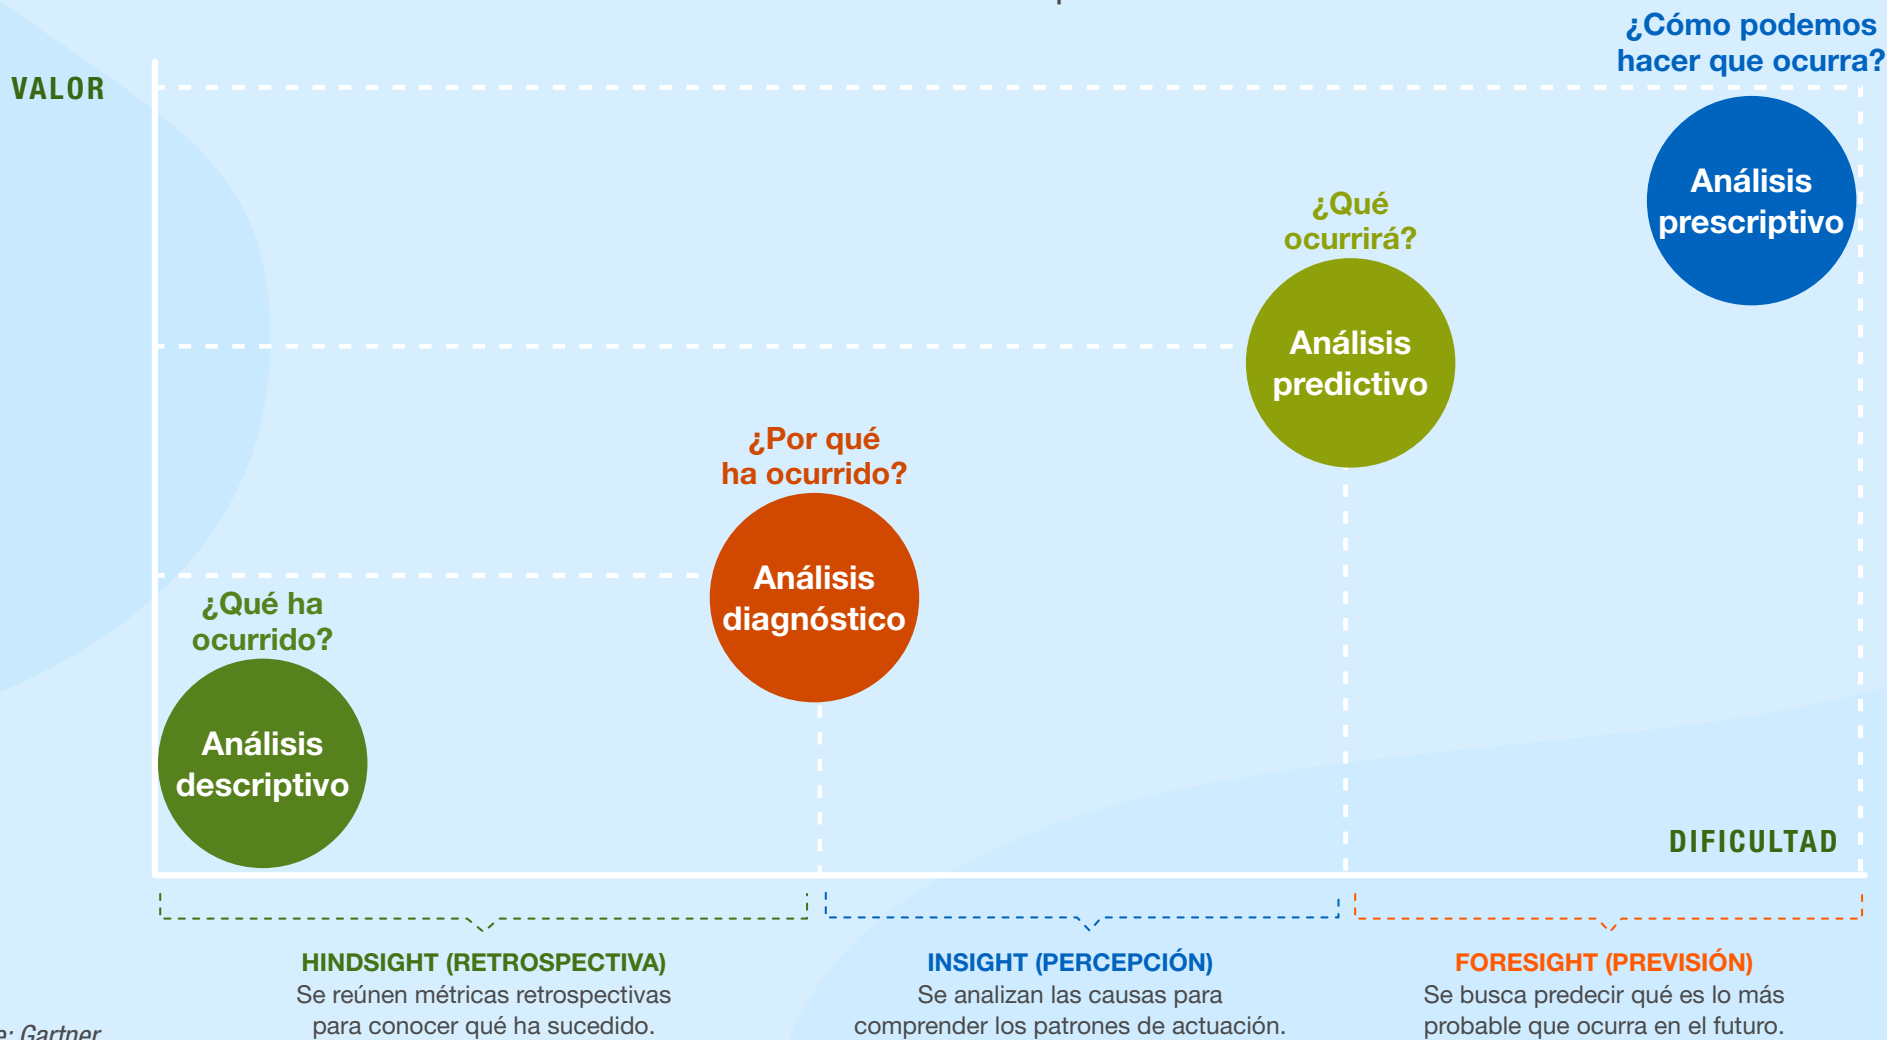 ¿Cómo podemos
hacer que ocurra?
VALOR
Análisis
prescriptivo
¿Qué
ocurrirá?
Análisis
predictivo
¿Por qué
ha ocurrido?
Análisis
diagnóstico
¿Qué ha
ocurrido?
Análisis
descriptivo
DIFICULTAD
HINDSIGHT (RETROSPECTIVA)
Se reúnen métricas retrospectivas
para conocer qué ha sucedido.
INSIGHT (PERCEPCIÓN)
Se analizan las causas para
comprender los patrones de actuación.
FORESIGHT (PREVISIÓN)
Se busca predecir qué es lo más
probable que ocurra en el futuro.
Gartner